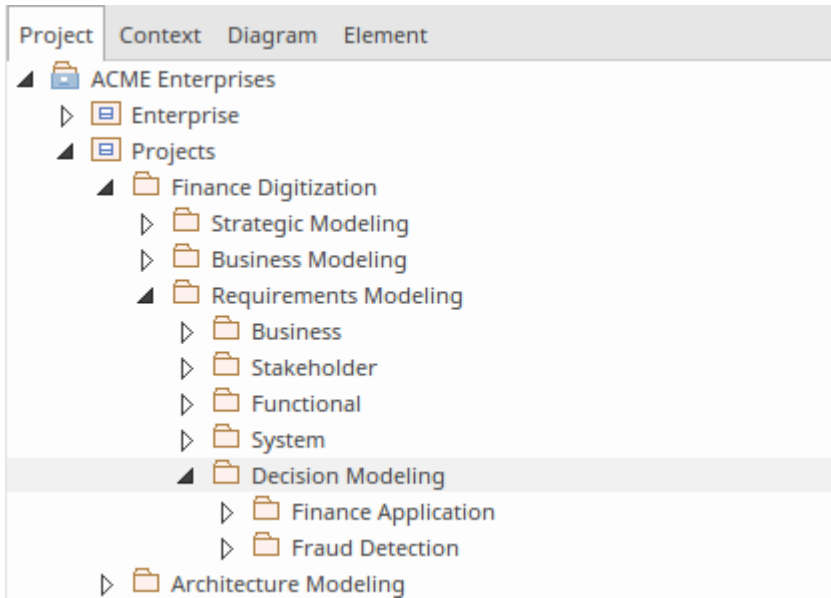 Project Context Diagram Element
ACME Enterprises
Enterprise
Projects
Finance Digitization
Strategic Modeling
Business Modeling
Requirements Modeling
Business
Stakeholder
Functional
System
Decision Modeling
Finance Application
Fraud Detection
Architecture Modeling